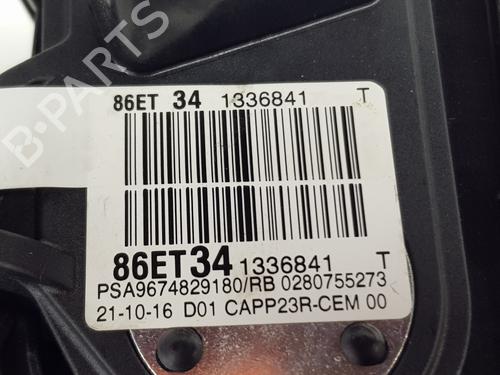 86ET 34 1336841 T
86ET34 1336841 T
PSA9674829180/RB 0280755273
21-10-16 D01 CAPP23R-CEM 00
B-Parts